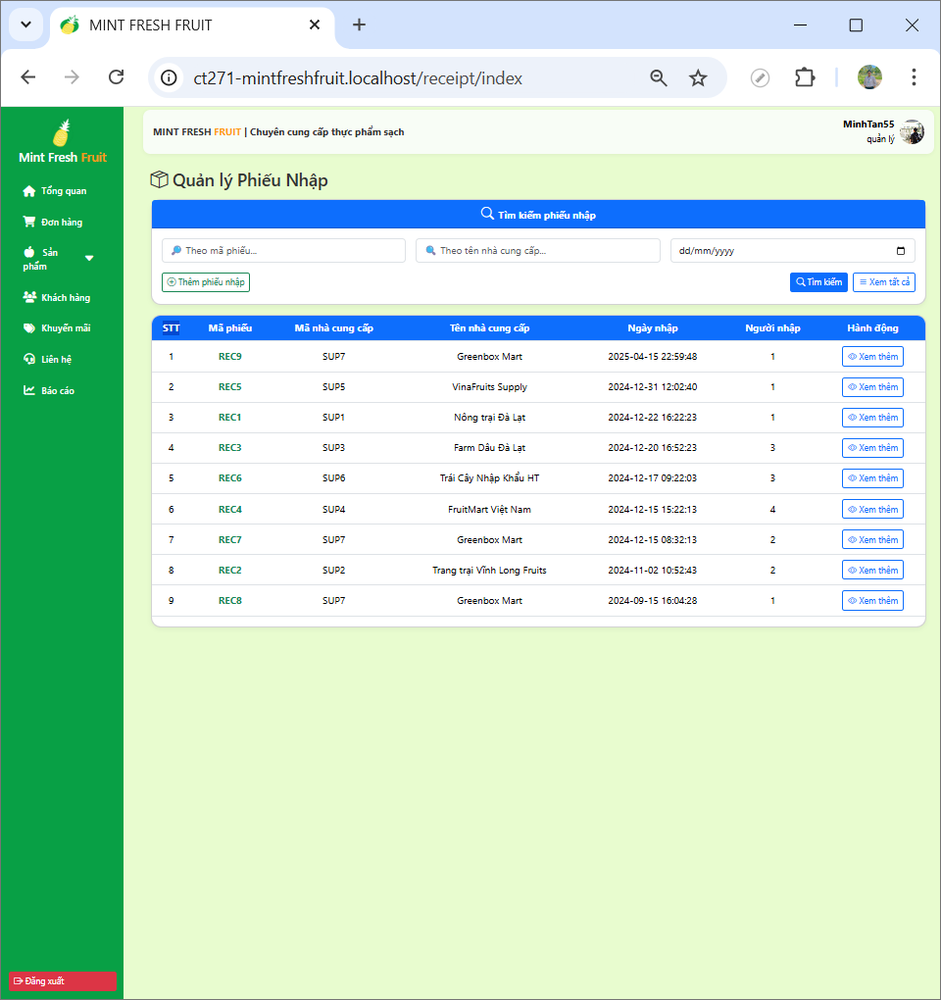 MINT FRESH FRUIT
ct271-mintfreshfruit.localhost/receipt/index
Mint Fresh Fruit
Tổng quan
Đơn hàng
Sản
phẩm
Khách hàng
Khuyến mãi
Liên hệ
Báo cáo
Đăng xuất
MINT FRESH FRUIT | Chuyên cung cấp thực phẩm sạch
MinhTan55
quản lý
Quản lý Phiếu Nhập
Tìm kiếm phiếu nhập
Theo mã phiếu... Theo tên nhà cung cấp... dd/mm/yyyy
Thêm phiếu nhập Tìm kiếm Xem tất cả
STT Mã phiếu Mã nhà cung cấp Tên nhà cung cấp Ngày nhập Người nhập Hành động
1 REC9 SUP7 Greenbox Mart 2025-04-15 22:59:48 1 Xem thêm
2 REC5 SUP5 VinaFruits Supply 2024-12-31 12:02:40 1 Xem thêm
3 REC1 SUP1 Nông trại Đà Lạt 2024-12-22 16:22:23 1 Xem thêm
4 REC3 SUP3 Farm Dâu Đà Lạt 2024-12-20 16:52:23 3 Xem thêm
5 REC6 SUP6 Trái Cây Nhập Khẩu HT 2024-12-17 09:22:03 3 Xem thêm
6 REC4 SUP4 FruitMart Việt Nam 2024-12-15 15:22:13 4 Xem thêm
7 REC7 SUP7 Greenbox Mart 2024-12-15 08:32:13 2 Xem thêm
8 REC2 SUP2 Trang trại Vĩnh Long Fruits 2024-11-02 10:52:43 2 Xem thêm
9 REC8 SUP7 Greenbox Mart 2024-09-15 16:04:28 1 Xem thêm